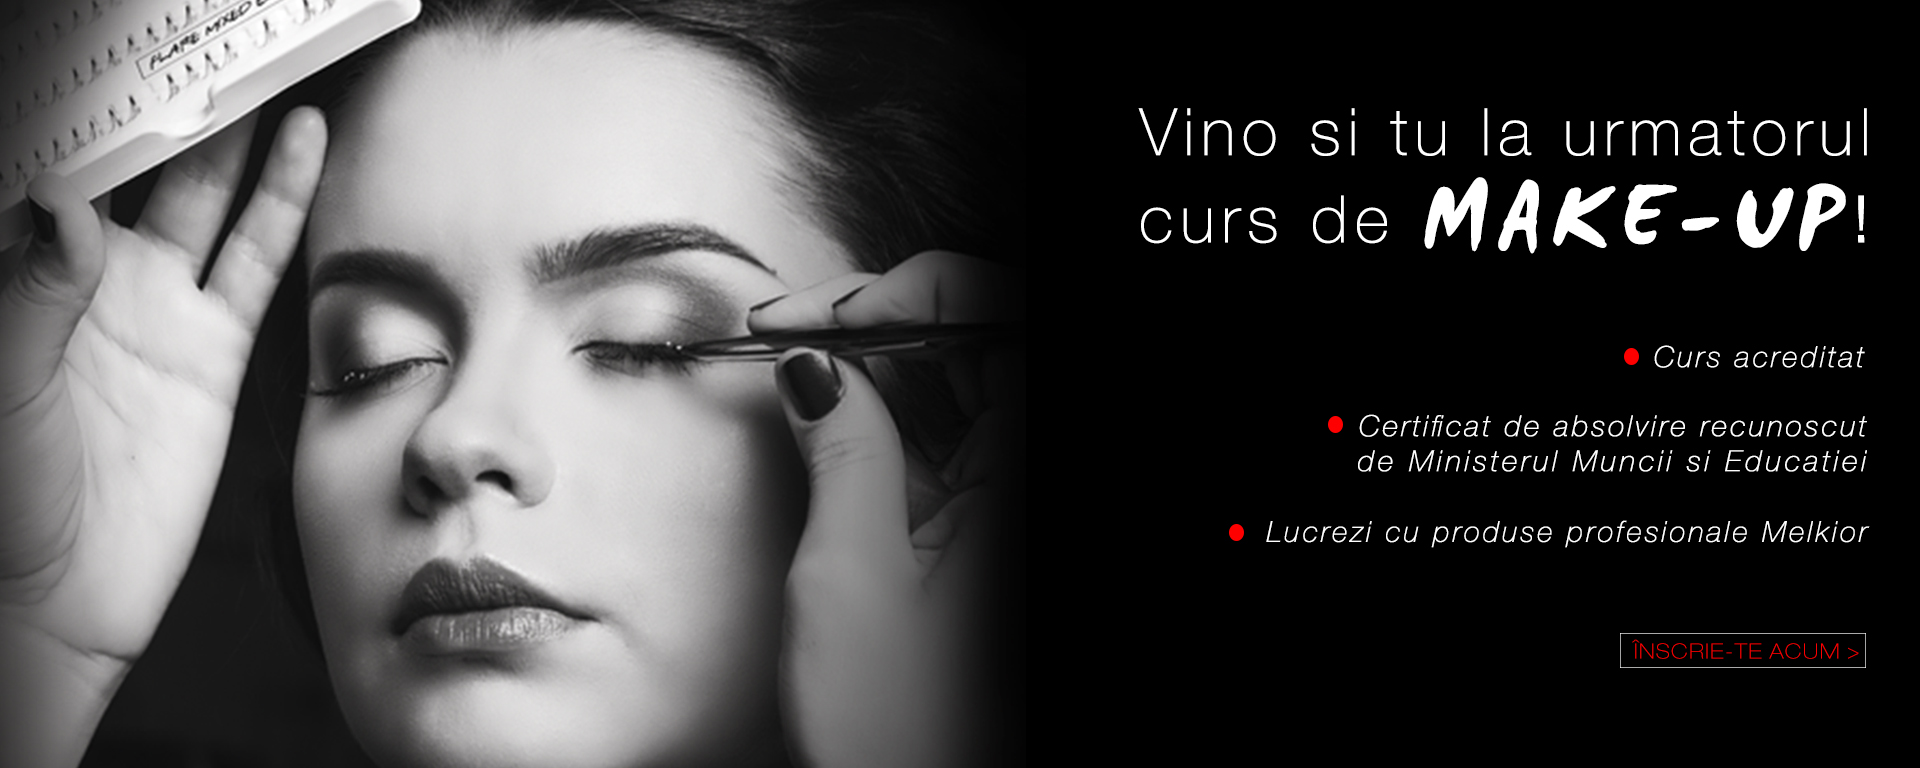 FLARE MIXED
Vino si tu la urmatorul
curs de MAKE-UP!
Curs acreditat
Certificat de absolvire recunoscut
de Ministerul Muncii si Educatiei
Lucrezi cu produse profesionale Melkior
ÎNSCRIE-TE ACUM >